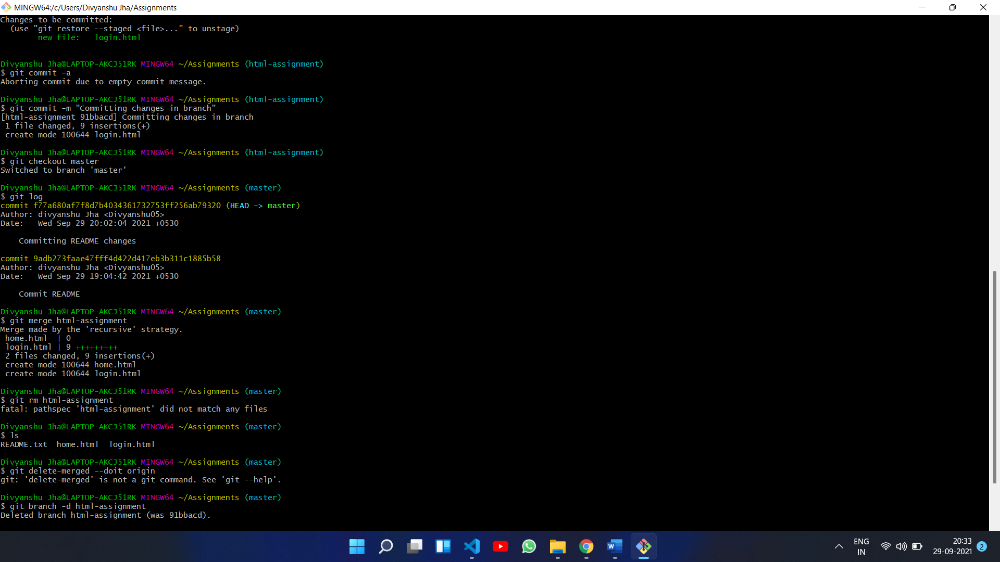 MINGW64:/c/Users/Divyanshu Jha/Assignments
Changes to be committed:
  (use "git restore --staged <file>..." to unstage)
        new file:   login.html
Divyanshu Jha@LAPTOP-AKCJ51RK MINGW64 ~/Assignments (html-assignment)
$ git commit -a
Aborting commit due to empty commit message.
Divyanshu Jha@LAPTOP-AKCJ51RK MINGW64 ~/Assignments (html-assignment)
$ git commit -m "Committing changes in branch"
[html-assignment 91bbacd] Committing changes in branch
 1 file changed, 9 insertions(+)
 create mode 100644 login.html
Divyanshu Jha@LAPTOP-AKCJ51RK MINGW64 ~/Assignments (html-assignment)
$ git checkout master
Switched to branch 'master'
Divyanshu Jha@LAPTOP-AKCJ51RK MINGW64 ~/Assignments (master)
$ git log
commit f77a680af7f8d7b4034361732753ff256ab79320 (HEAD -> master)
Author: divyanshu Jha <Divyanshu05>
Date:   Wed Sep 29 20:02:04 2021 +0530
    Committing README changes
commit 9adb273faae47fff4d422d417eb3b311c1885b58
Author: divyanshu Jha <Divyanshu05>
Date:   Wed Sep 29 19:04:42 2021 +0530
    Commit README
Divyanshu Jha@LAPTOP-AKCJ51RK MINGW64 ~/Assignments (master)
$ git merge html-assignment
Merge made by the 'recursive' strategy.
 home.html  | 0
 login.html | 9 +++++++++
 2 files changed, 9 insertions(+)
 create mode 100644 home.html
 create mode 100644 login.html
Divyanshu Jha@LAPTOP-AKCJ51RK MINGW64 ~/Assignments (master)
$ git rm html-assignment
fatal: pathspec 'html-assignment' did not match any files
Divyanshu Jha@LAPTOP-AKCJ51RK MINGW64 ~/Assignments (master)
$ ls
README.txt  home.html  login.html
Divyanshu Jha@LAPTOP-AKCJ51RK MINGW64 ~/Assignments (master)
$ git delete-merged --doit origin
git: 'delete-merged' is not a git command. See 'git --help'.
Divyanshu Jha@LAPTOP-AKCJ51RK MINGW64 ~/Assignments (master)
$ git branch -d html-assignment
Deleted branch html-assignment (was 91bbacd).
W
ENG
IN
20:33
29-09-2021
2